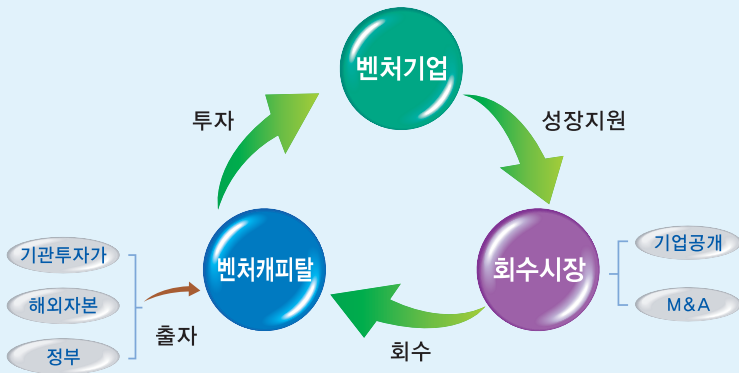 벤처기업
투자
성장지원
기관투자가
해외자본
정부
출자
벤처캐피탈
회수시장
기업공개
M&A
회수